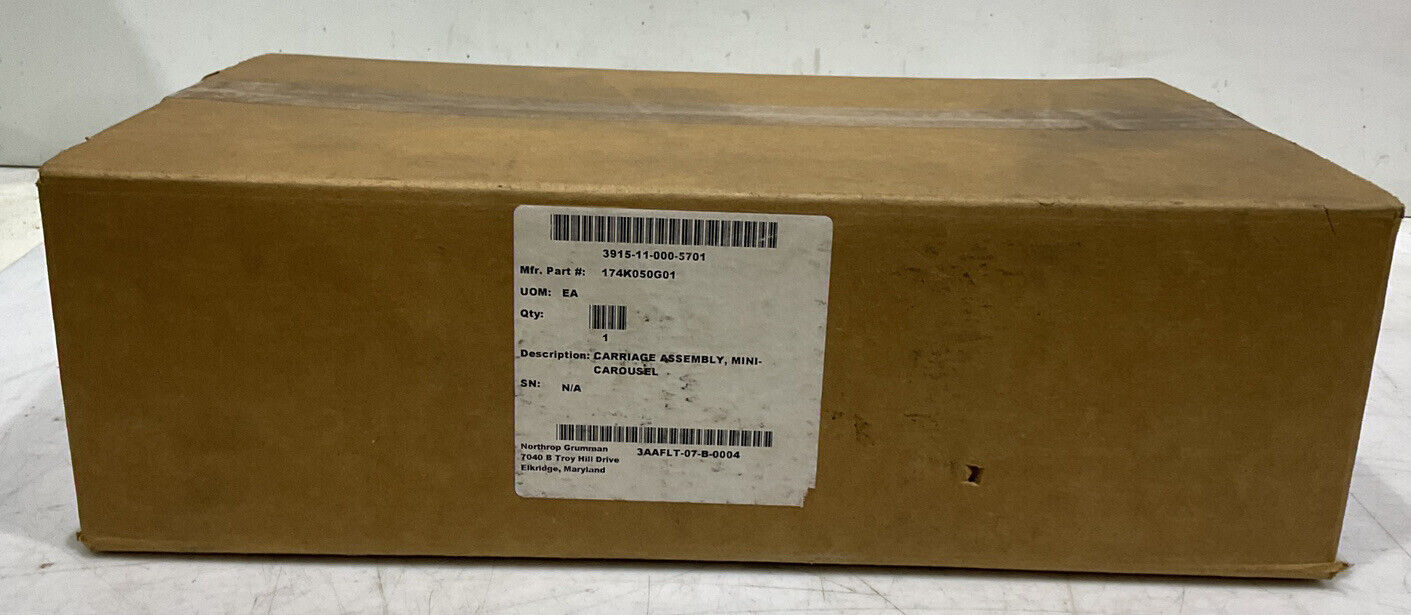 3915-11-000-5701
Mfr. Part #: 174K050G01
UOM: EA
Qty:
1
Description: CARRIAGE ASSEMBLY, MINI-
CAROUSEL
SN: N/A
Northrop Grumman
7040 B Troy Hill Drive
Elkridge, Maryland
3AAFLT-07-B-0004